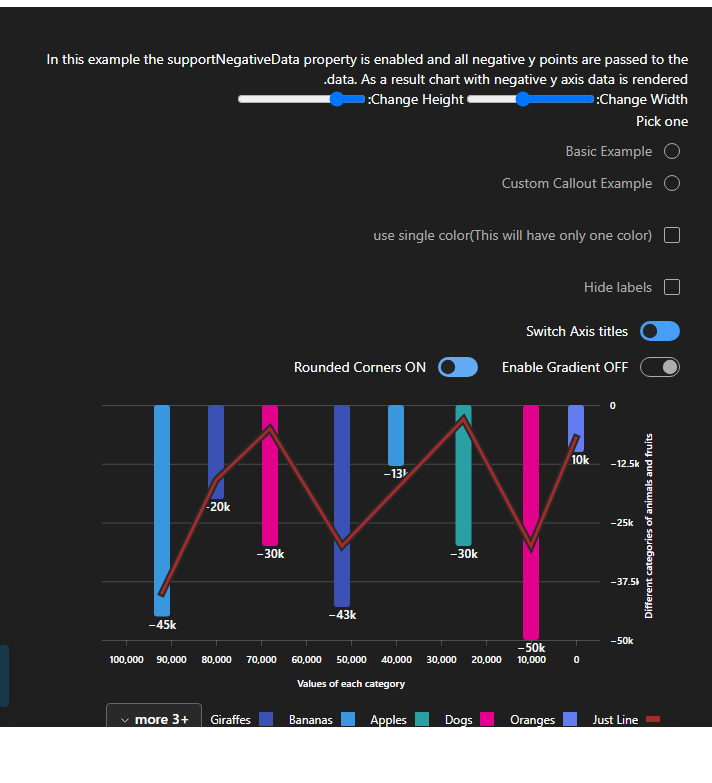 In this example the supportNegativeData property is enabled and all negative y points are passed to the
.data. As a result chart with negative y axis data is rendered
:Change Height :Change Width
Pick one
Basic Example
Custom Callout Example
use single color(This will have only one color)
Hide labels
Switch Axis titles
Rounded Corners ON Enable Gradient OFF
0
−12.5k
−25k
−37.5k
−50k
Different categories of animals and fruits
−45k
-20k
−30k
−43k
−13k
−30k
−50k
10k
100,000 90,000 80,000 70,000 60,000 50,000 40,000 30,000 20,000 10,000 0
Values of each category
more 3+ Giraffes Bananas Apples Dogs Oranges Just Line